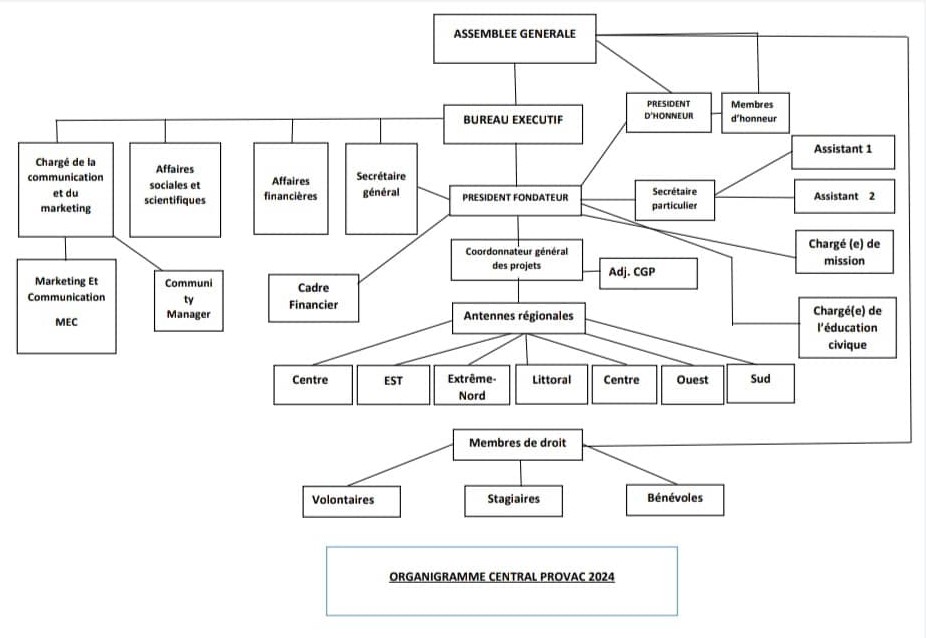 ASSEMBLEE GENERALE
PRESIDENT
D'HONNEUR
Membres
d'honneur
BUREAU EXECUTIF
Chargé de la
communication
et du
marketing
Affaires
sociales et
scientifiques
Affaires
financières
Secrétaire
général
Assistant 1
PRESIDENT FONDATEUR
Secrétaire
particulier
Assistant 2
Chargé (e) de
mission
Coordonnateur général
des projets
Adj. CGP
Marketing Et
Communication
MEC
Communi
ty
Manager
Cadre
Financier
Antennes régionales
Chargé(e) de
l'éducation
civique
Centre
EST
Extrême-
Nord
Littoral
Centre
Ouest
Sud
Membres de droit
Volontaires
Stagiaires
Bénévoles
ORGANIGRAMME CENTRAL PROVAC 2024